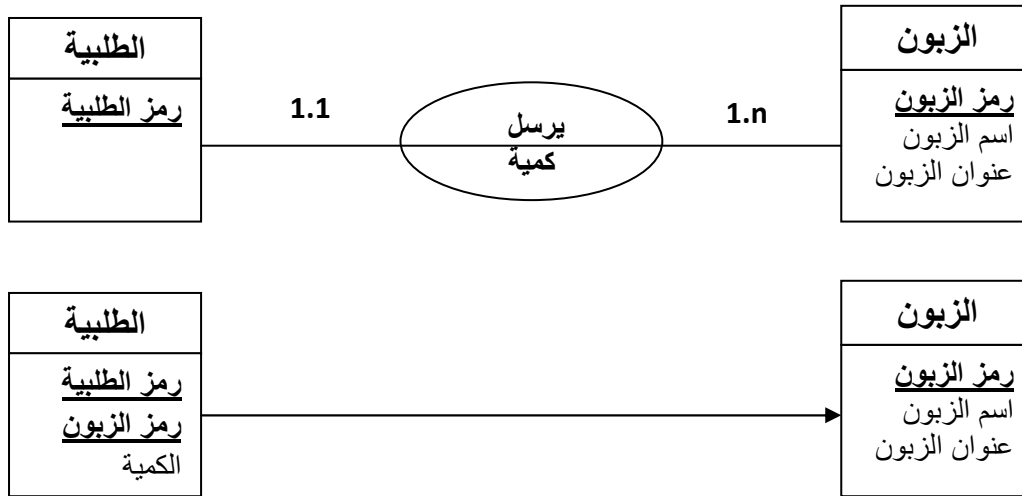 الزبون
رمز الزبون
اسم الزبون
عنوان الزبون
1.n
يرسل
كمية
1.1
الطلبية
رمز الطلبية
الزبون
رمز الزبون
اسم الزبون
عنوان الزبون
الطلبية
رمز الطلبية
رمز الزبون
الكمية